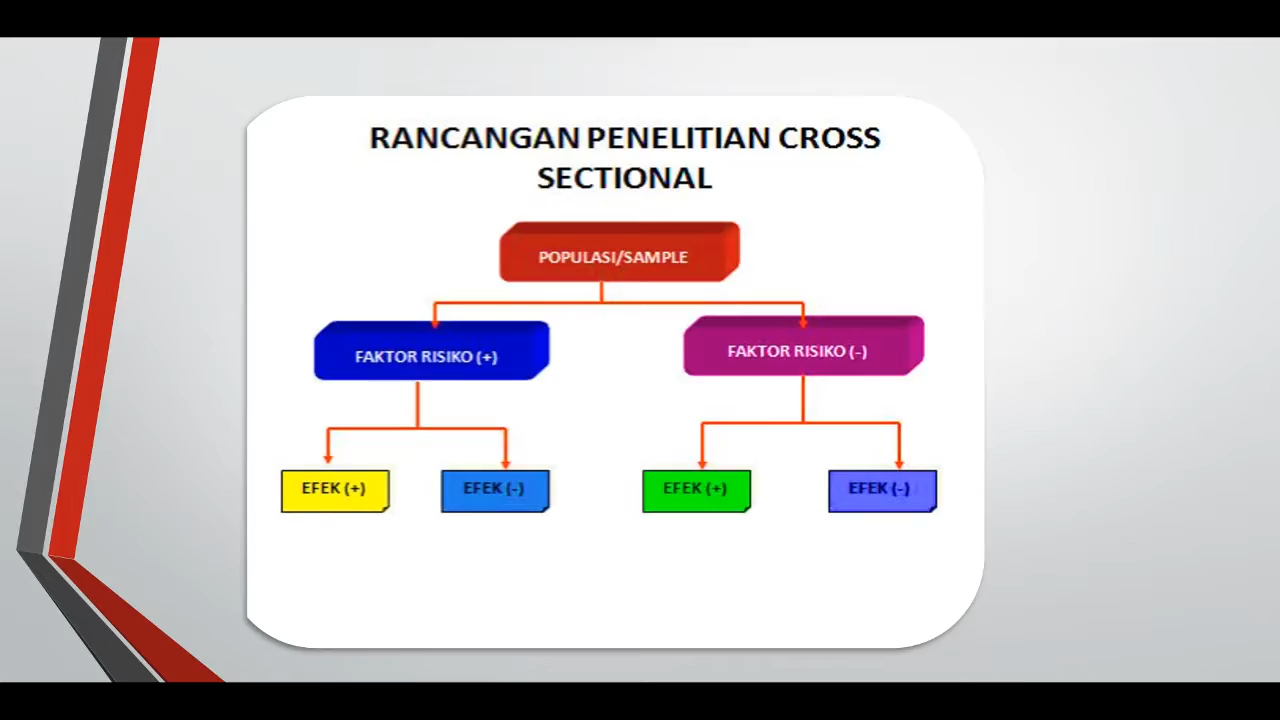 RANCANGAN PENELITIAN CROSS
SECTIONAL
POPULASI/SAMPLE
FAKTOR RISIKO (+)
FAKTOR RISIKO (-)
EFEK (+)
EFEK (-)
EFEK (+)
EFEK (-)